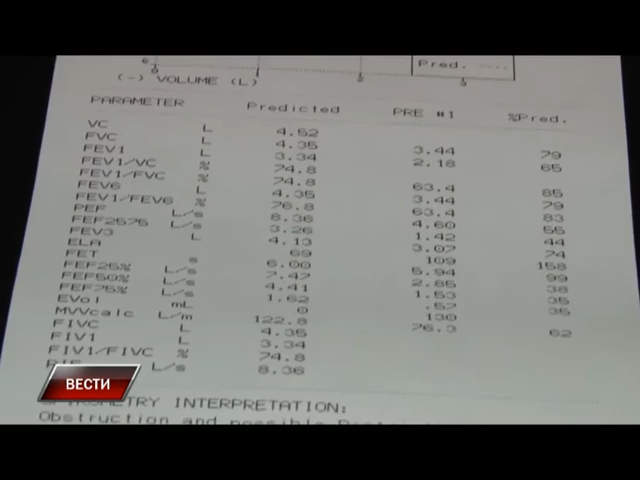 Pred.
6
0 1
(-) VOLUME (L)
PARAMETER Predicted PRE #1 %Pred.
VC L 4.52
FVC L 4.35 3.44 79
FEV1 L 3.34 2.18 65
FEV1/VC % 74.8
FEV1/FVC % 74.8 63.4 85
FEV6 L 4.35 3.44 79
FEV1/FEV6 % 76.8 63.4 83
PEF L/s 8.36 4.60 55
FEF2575 L/s 3.26 1.42 44
FEV3 L 4.13 3.07 74
ELA 69 109 158
FET s 6.00 5.94 99
FEF25% L/s 7.47 2.85 38
FEF50% L/s 4.41 1.53 35
FEF75% L/s 1.62 .57 35
EVol mL 0 130
MVVcalc L/m 122.8 76.3 62
FIVC L 4.35
FIV1 L 3.34
FIV1/FIVC % 74.8
L/s 8.36
ВЕСТИ
SPIROMETRY INTERPRETATION:
Obstruction and possible